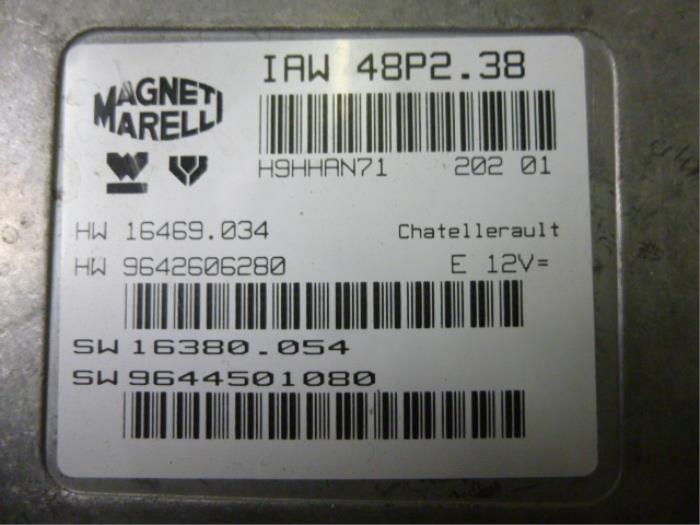 MAGNETI MARELLI
IAW 48P2.38
H9HHAN71 202 01
HW 16469.034 Chatellerault
HW 9642606280 E 12V=
SW 16380.054
SW 9644501080